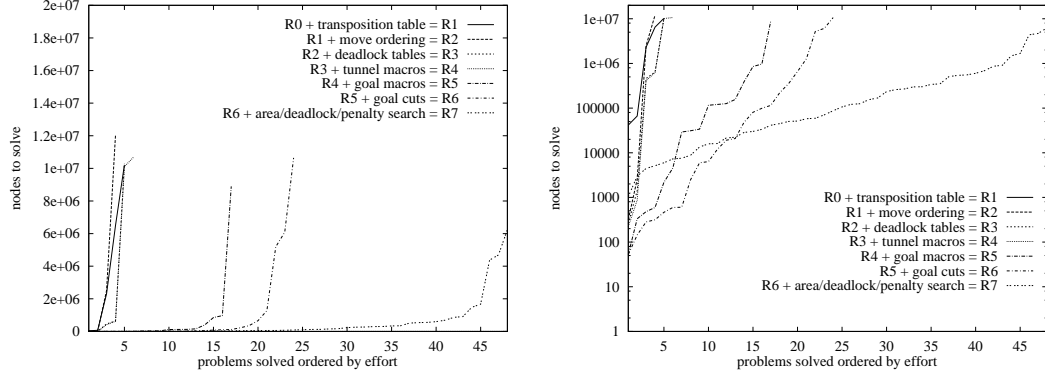 2e+07
1.8e+07
1.6e+07
1.4e+07
1.2e+07
1e+07
8e+06
6e+06
4e+06
2e+06
0
nodes to solve
R0 + transposition table = R1
R1 + move ordering = R2
R2 + deadlock tables = R3
R3 + tunnel macros = R4
R4 + goal macros = R5
R5 + goal cuts = R6
R6 + area/deadlock/penalty search = R7
5 10 15 20 25 30 35 40 45
problems solved ordered by effort
1e+07
1e+06
100000
10000
1000
100
10
1
nodes to solve
R0 + transposition table = R1
R1 + move ordering = R2
R2 + deadlock tables = R3
R3 + tunnel macros = R4
R4 + goal macros = R5
R5 + goal cuts = R6
R6 + area/deadlock/penalty search = R7
5 10 15 20 25 30 35 40 45
problems solved ordered by effort